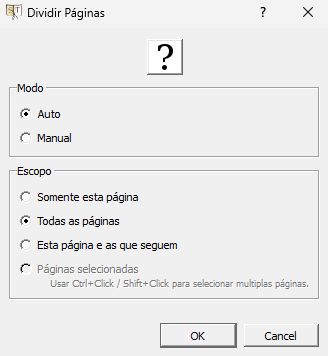 Dividir Páginas
?
Modo
Auto
Manual
Escopo
Somente esta página
Todas as páginas
Esta página e as que seguem
Páginas selecionadas
Usar Ctrl+Click / Shift+Click para selecionar multiplas páginas.
OK
Cancel